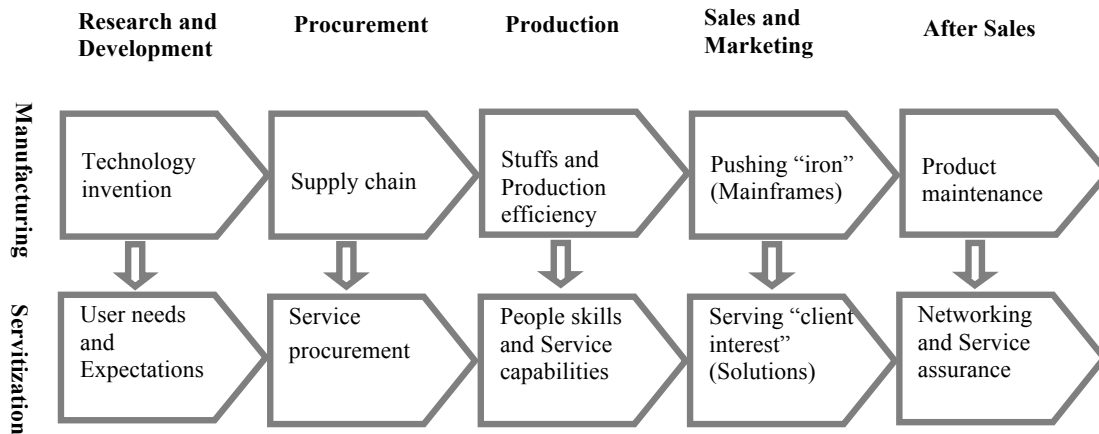 Research and
Development
Procurement
Production
Sales and
Marketing
After Sales
Manufacturing
Technology
invention
Supply chain
Stuffs and
Production
efficiency
Pushing “iron”
(Mainframes)
Product
maintenance
Servitization
User needs
and
Expectations
Service
procurement
People skills
and Service
capabilities
Serving “client
interest”
(Solutions)
Networking
and Service
assurance